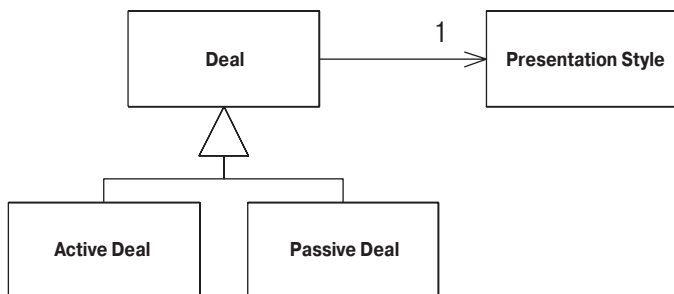 1
Deal
Presentation Style
Active Deal
Passive Deal